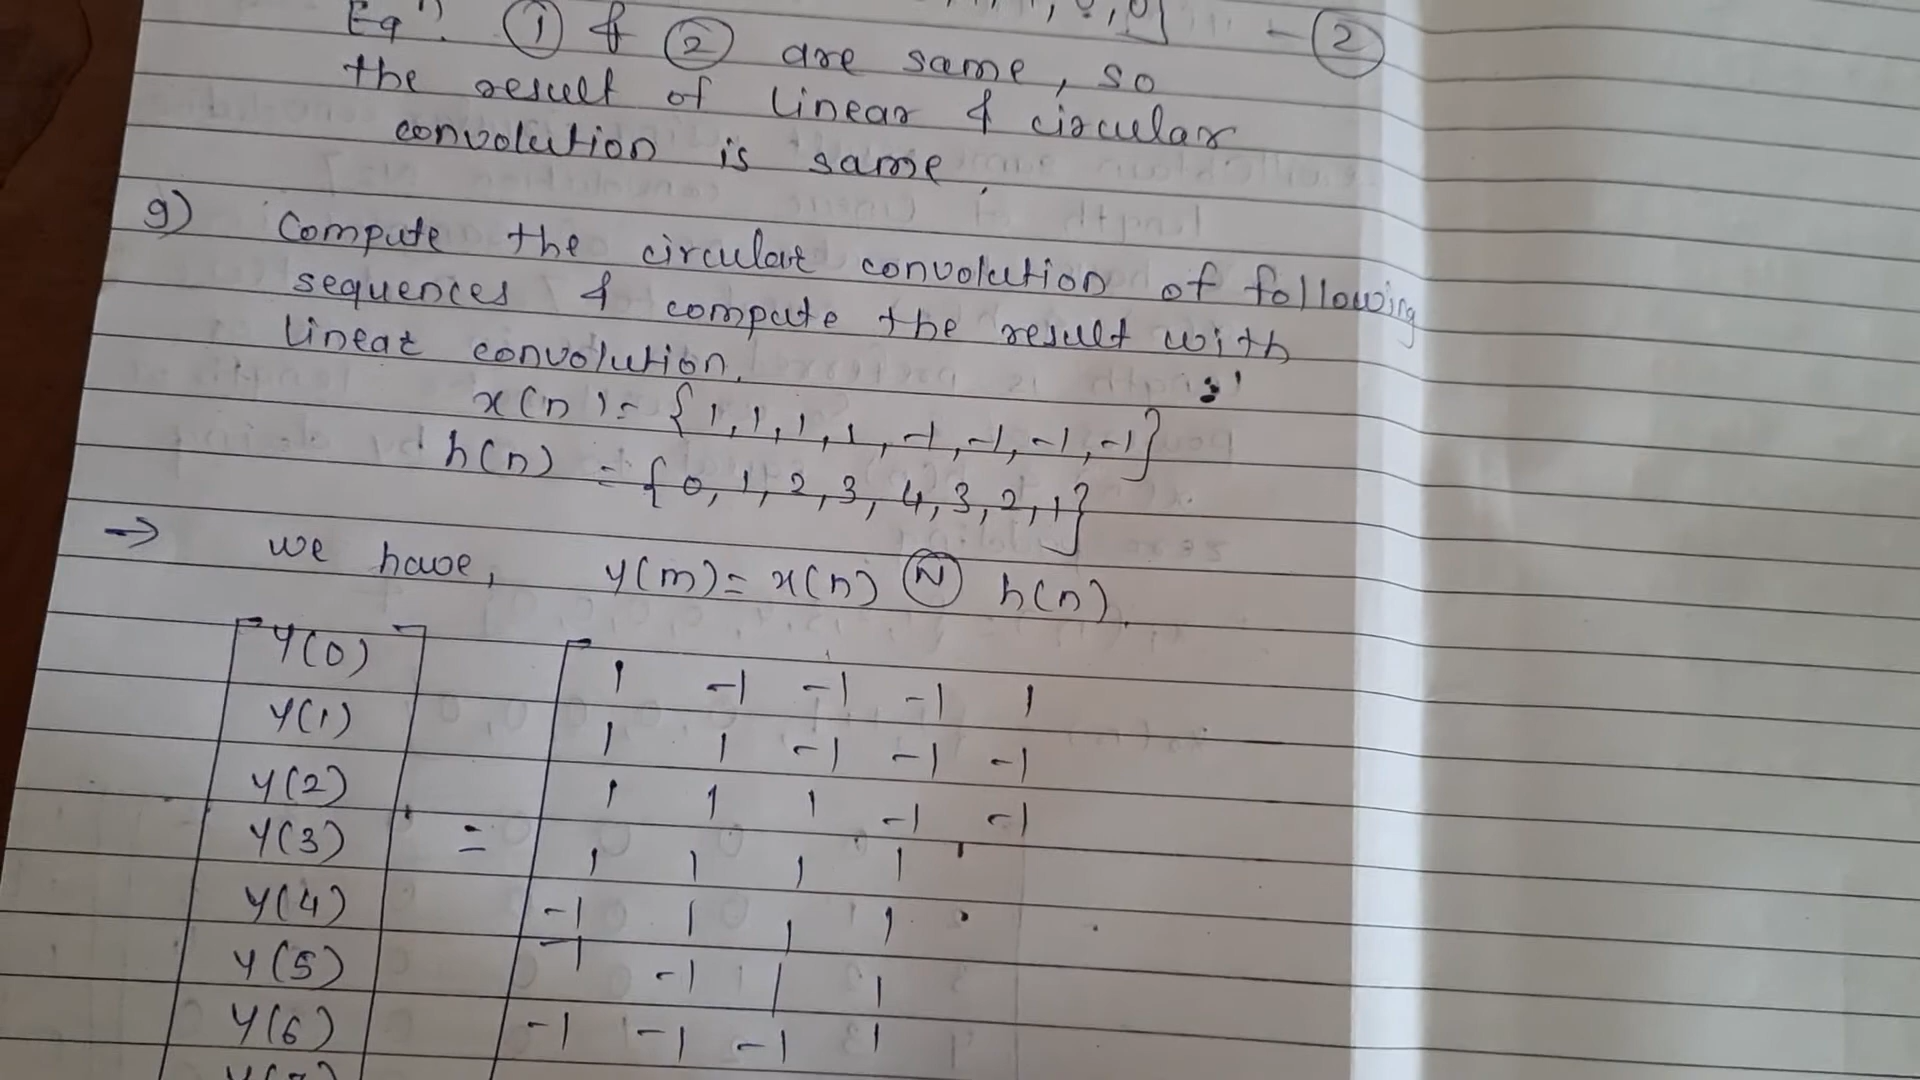 Eqⁿ. ① & ② are same, so
- ②
the result of linear & circular
convolution is same.
9) Compute the circular convolution of following
sequences & compute the result with
linear convolution.
x(n) = {1,1,1,1,-1,-1,-1,-1}
h(n) = {0,1,2,3,4,3,2,1}
→ we have, y(m) = x(n) Ⓝ h(n).
Y(0) 1 -1 -1 -1 1
Y(1) 1 1 -1 -1 -1
Y(2) 1 1 1 -1 -1
Y(3) = 1 1 1 1
Y(4) -1 1 1 1
Y(5) -1 -1 1 1
Y(6) -1 -1 -1 1